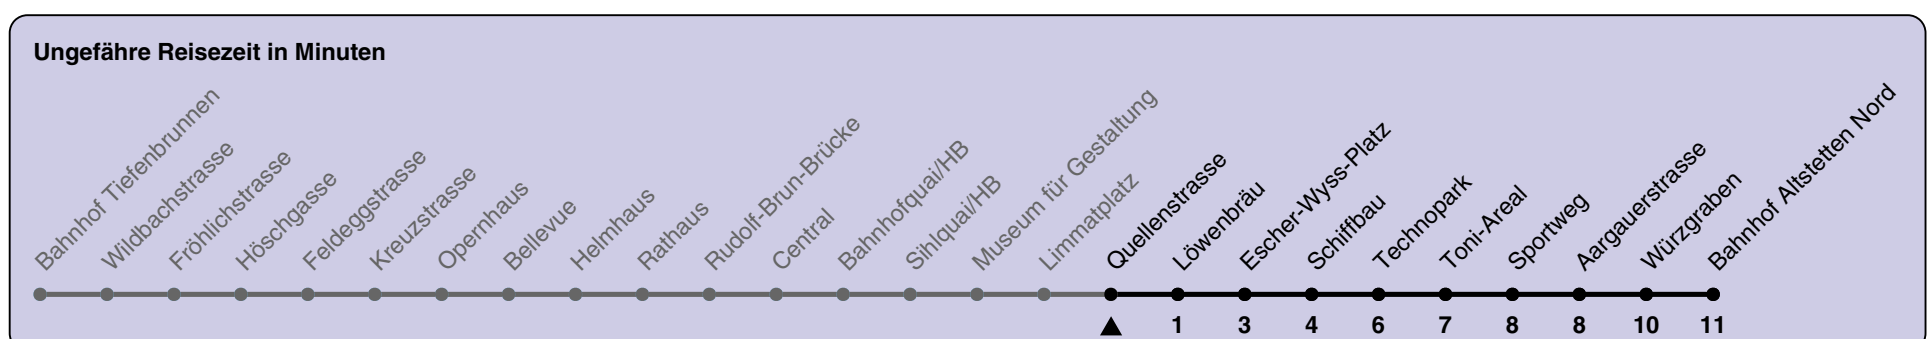 Ungefähre Reisezeit in Minuten
Bahnhof Tiefenbrunnen
Wildbachstrasse
Fröhlichstrasse
Höschgasse
Feldeggstrasse
Kreuzstrasse
Opernhaus
Bellevue
Helmhaus
Rathaus
Rudolf-Brun-Brücke
Central
Bahnhofquai/HB
Sihlquai/HB
Museum für Gestaltung
Limmatplatz
Quellenstrasse
Löwenbräu
Escher-Wyss-Platz
Schiffbau
Technopark
Toni-Areal
Sportweg
Aargauerstrasse
Würzgraben
Bahnhof Altstetten Nord
1 3 4 6 7 8 8 10 11